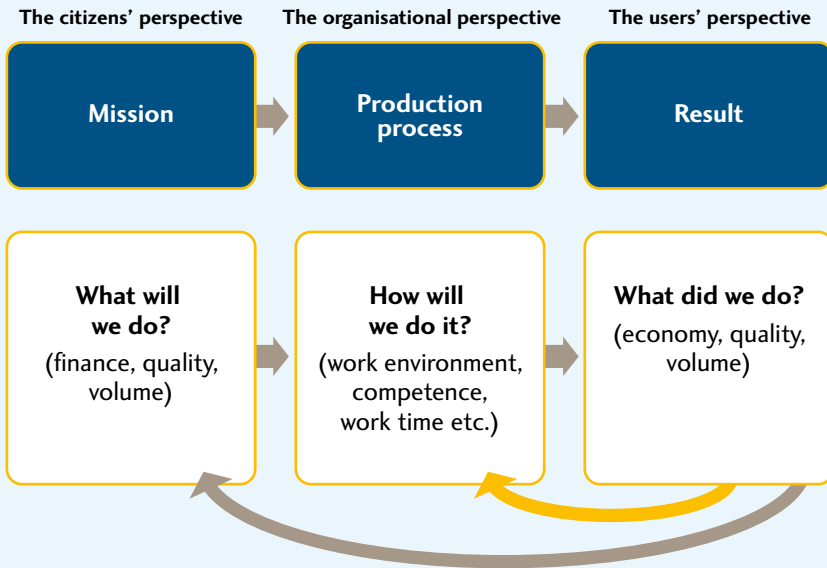 The citizens’ perspective
The organisational perspective
The users’ perspective
Mission
Production
process
Result
What will
we do?
(finance, quality,
volume)
How will
we do it?
(work environment,
competence,
work time etc.)
What did we do?
(economy, quality,
volume)